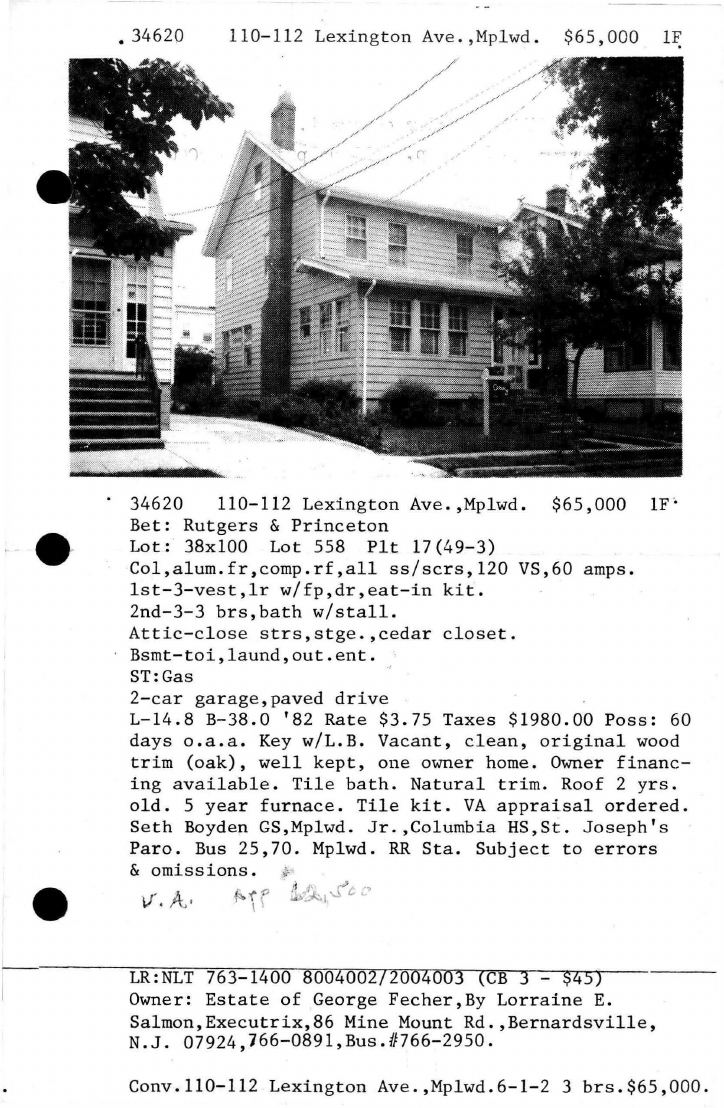 .34620 110-112 Lexington Ave.,Mplwd. $65,000 1F
34620 110-112 Lexington Ave.,Mplwd. $65,000 1F
Bet: Rutgers & Princeton
Lot: 38x100 Lot 558 Plt 17(49-3)
Col,alum.fr,comp.rf,all ss/scrs,120 VS,60 amps.
1st-3-vest,lr w/fp,dr,eat-in kit.
2nd-3-3 brs,bath w/stall.
Attic-close strs,stge.,cedar closet.
Bsmt-toi,laund,out.ent.
ST:Gas
2-car garage,paved drive
L-14.8 B-38.0 '82 Rate $3.75 Taxes $1980.00 Poss: 60
days o.a.a. Key w/L.B. Vacant, clean, original wood
trim (oak), well kept, one owner home. Owner financ-
ing available. Tile bath. Natural trim. Roof 2 yrs.
old. 5 year furnace. Tile kit. VA appraisal ordered.
Seth Boyden GS,Mplwd. Jr.,Columbia HS,St. Joseph's
Paro. Bus 25,70. Mplwd. RR Sta. Subject to errors
& omissions.
V.A. App 62,500
LR:NLT 763-1400 8004002/2004003 (CB 3 - $45)
Owner: Estate of George Fecher,By Lorraine E.
Salmon,Executrix,86 Mine Mount Rd.,Bernardsville,
N.J. 07924,766-0891,Bus.#766-2950.
Conv.110-112 Lexington Ave.,Mplwd.6-1-2 3 brs.$65,000.